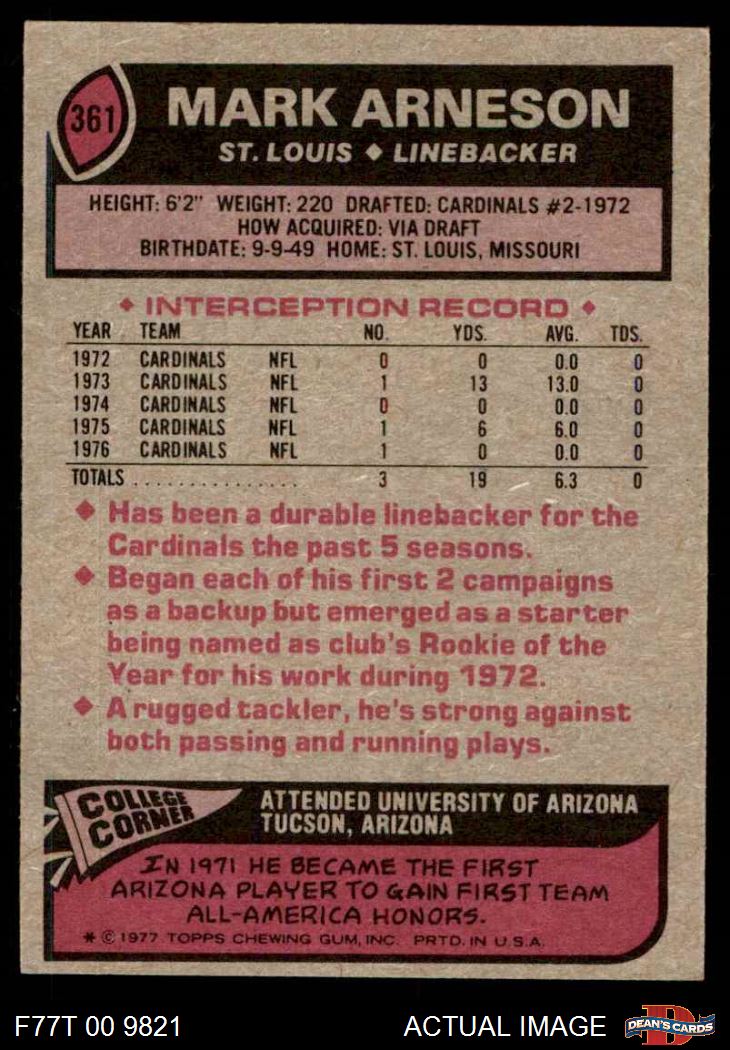 361
MARK ARNESON
ST. LOUIS ◆ LINEBACKER
HEIGHT: 6'2" WEIGHT: 220 DRAFTED: CARDINALS #2-1972
HOW ACQUIRED: VIA DRAFT
BIRTHDATE: 9-9-49 HOME: ST. LOUIS, MISSOURI
◆ INTERCEPTION RECORD ◆
YEAR TEAM NO. YDS. AVG. TDS.
1972 CARDINALS NFL 0 0 0.0 0
1973 CARDINALS NFL 1 13 13.0 0
1974 CARDINALS NFL 0 0 0.0 0
1975 CARDINALS NFL 1 6 6.0 0
1976 CARDINALS NFL 1 0 0.0 0
TOTALS . . . . . . . . . . . . . . . . 3 19 6.3 0
◆ Has been a durable linebacker for the
Cardinals the past 5 seasons.
◆ Began each of his first 2 campaigns
as a backup but emerged as a starter
being named as club's Rookie of the
Year for his work during 1972.
◆ A rugged tackler, he's strong against
both passing and running plays.
COLLEGE
CORNER
ATTENDED UNIVERSITY OF ARIZONA
TUCSON, ARIZONA
IN 1971 HE BECAME THE FIRST
ARIZONA PLAYER TO GAIN FIRST TEAM
ALL-AMERICA HONORS.
* © 1977 TOPPS CHEWING GUM, INC. PRTD. IN U.S.A.
F77T 00 9821 ACTUAL IMAGE
D
DEAN'S CARDS